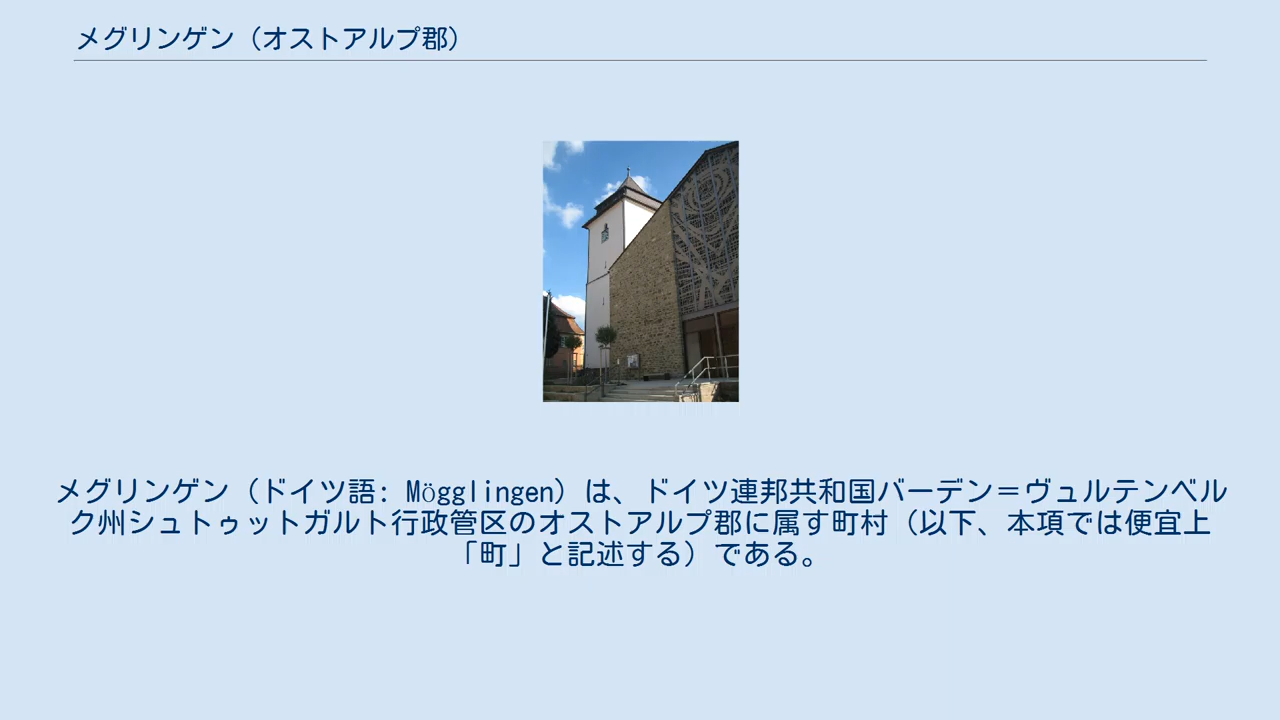 メグリンゲン（オストアルプ郡）
メグリンゲン（ドイツ語: Mögglingen）は、ドイツ連邦共和国バーデン＝ヴュルテンベル
ク州シュトゥットガルト行政管区のオストアルプ郡に属す町村（以下、本項では便宜上
「町」と記述する）である。